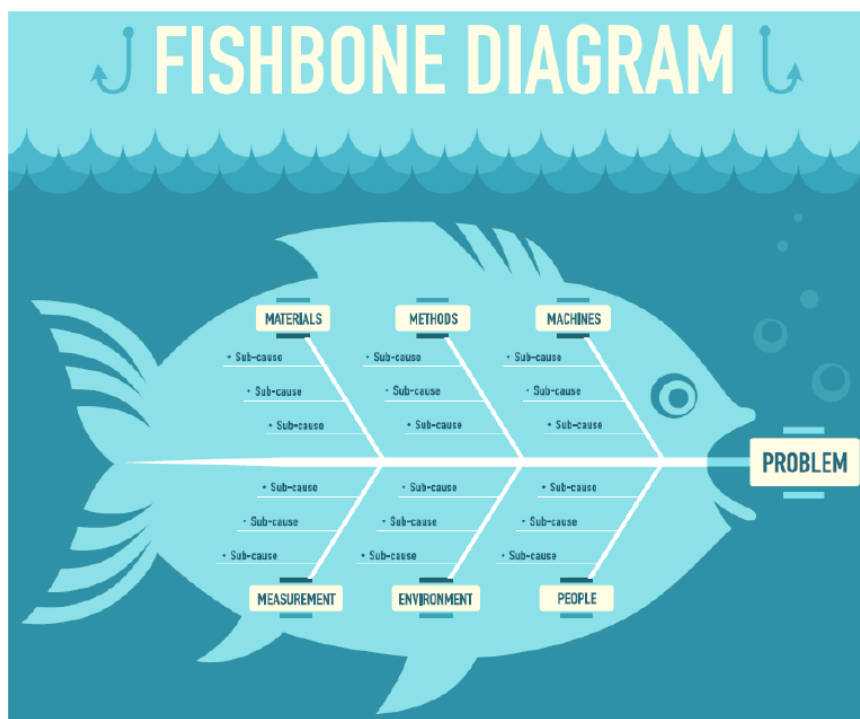 FISHBONE DIAGRAM
MATERIALS
METHODS
MACHINES
• Sub-cause
• Sub-cause
• Sub-cause
• Sub-cause
• Sub-cause
• Sub-cause
• Sub-cause
• Sub-cause
• Sub-cause
PROBLEM
• Sub-cause
• Sub-cause
• Sub-cause
• Sub-cause
• Sub-cause
• Sub-cause
• Sub-cause
• Sub-cause
• Sub-cause
MEASUREMENT
ENVIRONMENT
PEOPLE